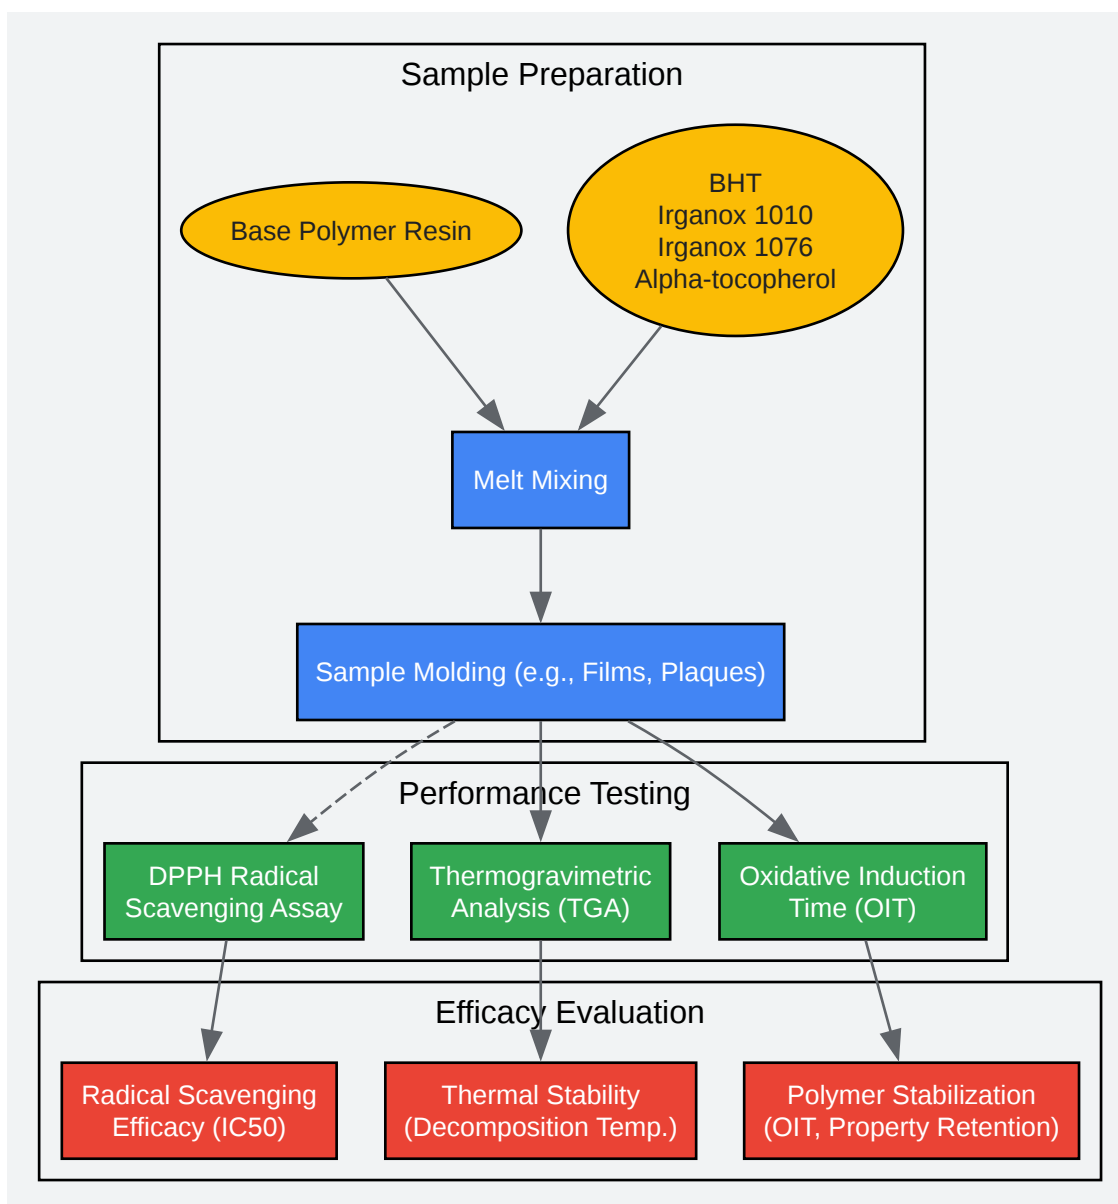 Sample Preparation
Base Polymer Resin
BHT
Irganox 1010
Irganox 1076
Alpha-tocopherol
Melt Mixing
Sample Molding (e.g., Films, Plaques)
Performance Testing
DPPH Radical
Scavenging Assay
Thermogravimetric
Analysis (TGA)
Oxidative Induction
Time (OIT)
Efficacy Evaluation
Radical Scavenging
Efficacy (IC50)
Thermal Stability
(Decomposition Temp.)
Polymer Stabilization
(OIT, Property Retention)